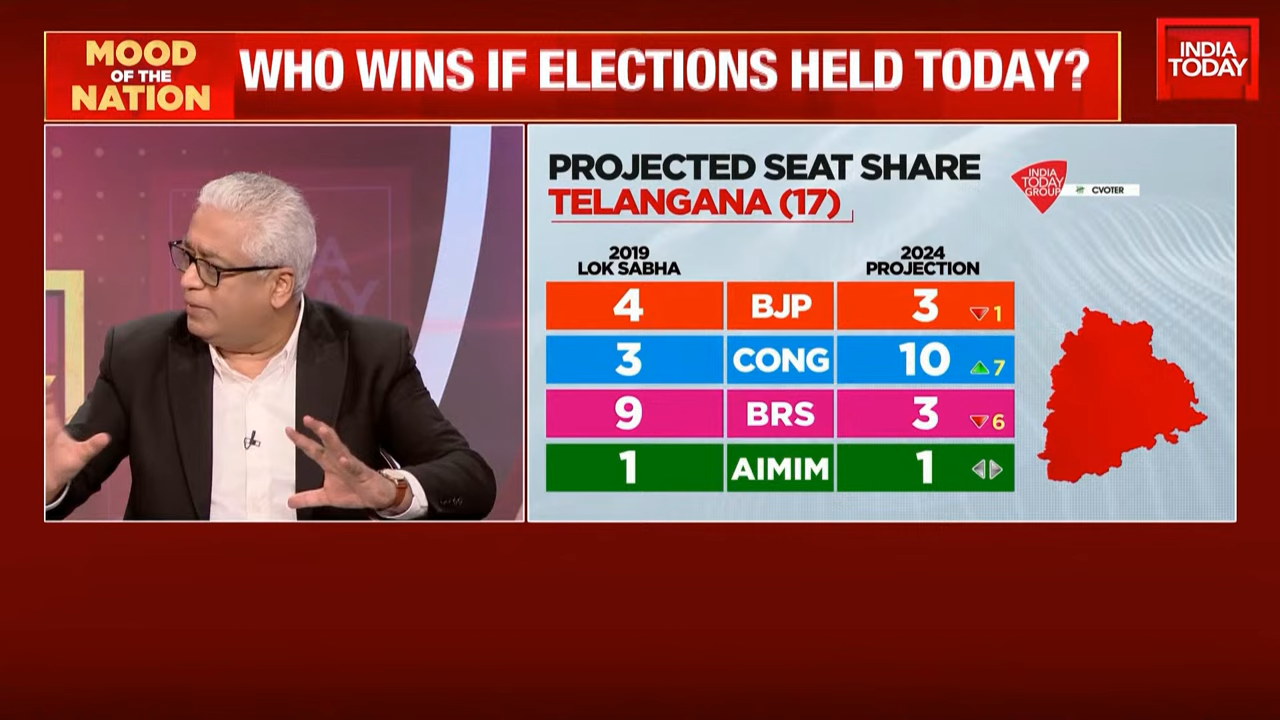 MOOD
OF THE
NATION
WHO WINS IF ELECTIONS HELD TODAY?
INDIA
TODAY
PROJECTED SEAT SHARE
TELANGANA (17)
INDIA
TODAY
GROUP
CVOTER
2019
LOK SABHA
2024
PROJECTION
4 BJP 3 1
3 CONG 10 7
9 BRS 3 6
1 AIMIM 1